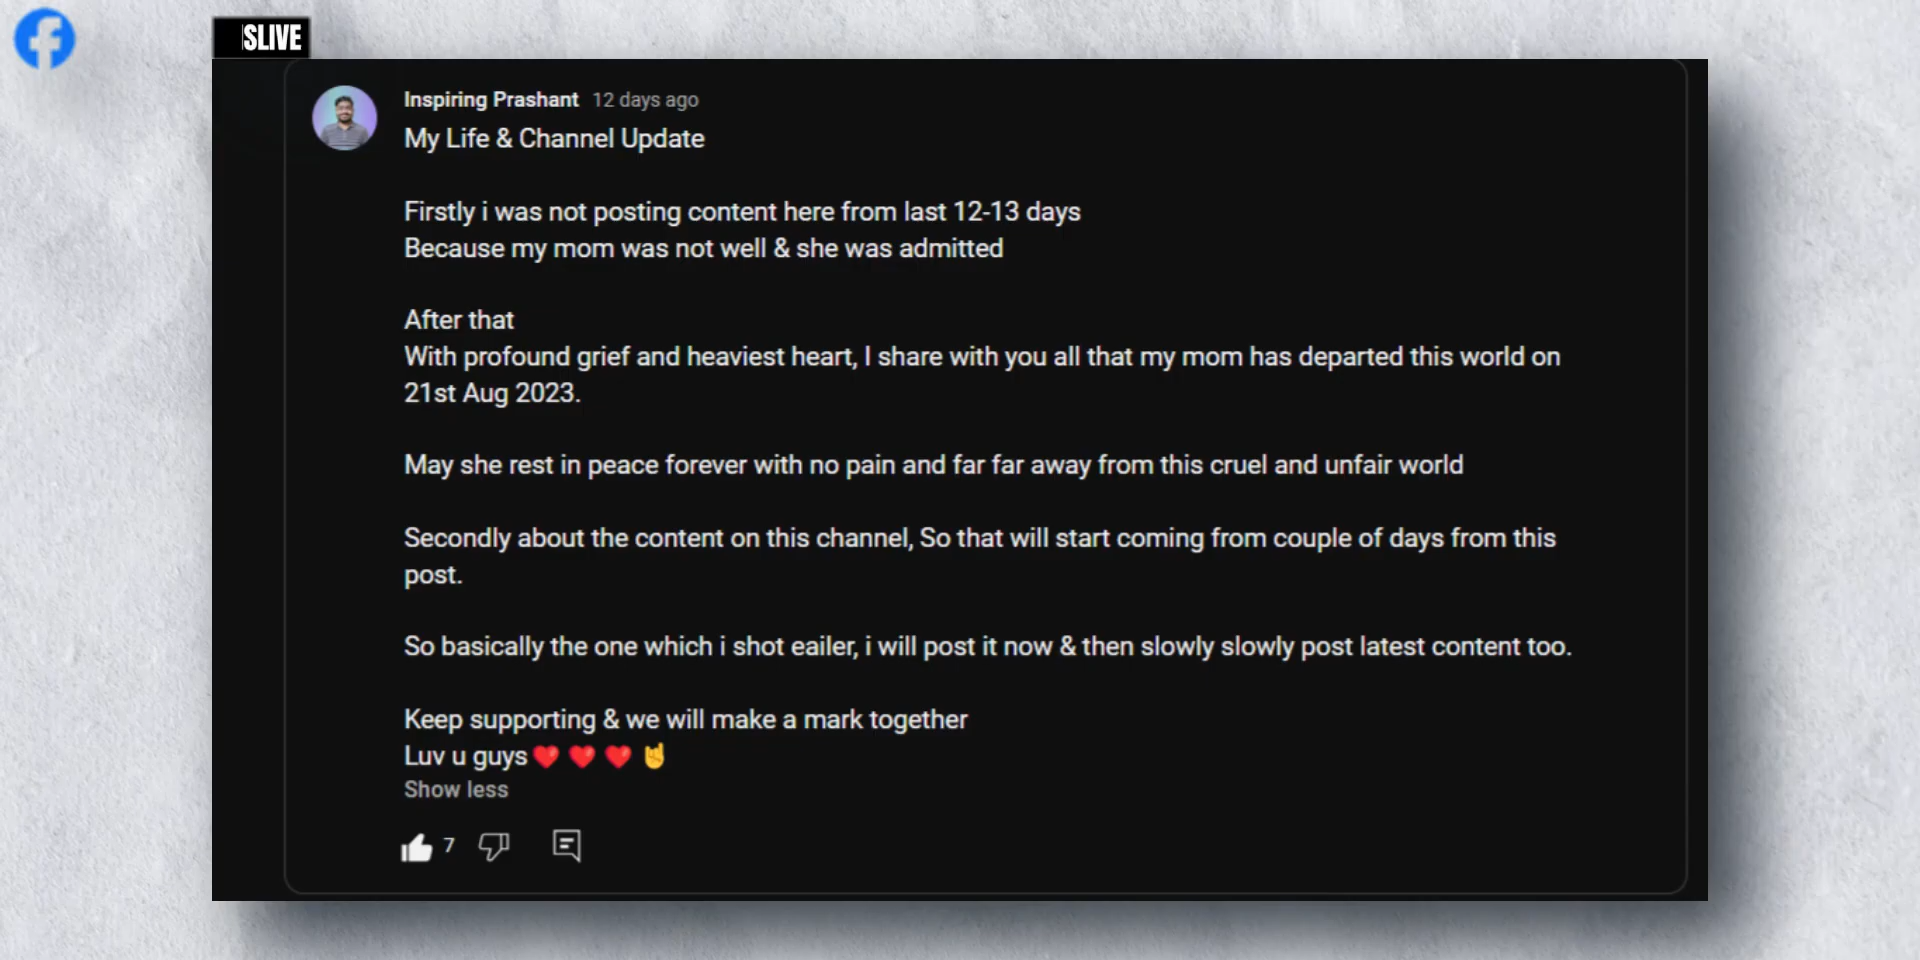 SLIVE
Inspiring Prashant 12 days ago
My Life & Channel Update
Firstly i was not posting content here from last 12-13 days
Because my mom was not well & she was admitted
After that
With profound grief and heaviest heart, I share with you all that my mom has departed this world on
21st Aug 2023.
May she rest in peace forever with no pain and far far away from this cruel and unfair world
Secondly about the content on this channel, So that will start coming from couple of days from this
post.
So basically the one which i shot eailer, i will post it now & then slowly slowly post latest content too.
Keep supporting & we will make a mark together
Luv u guys❤️ ❤️ ❤️ 🤘
Show less
7